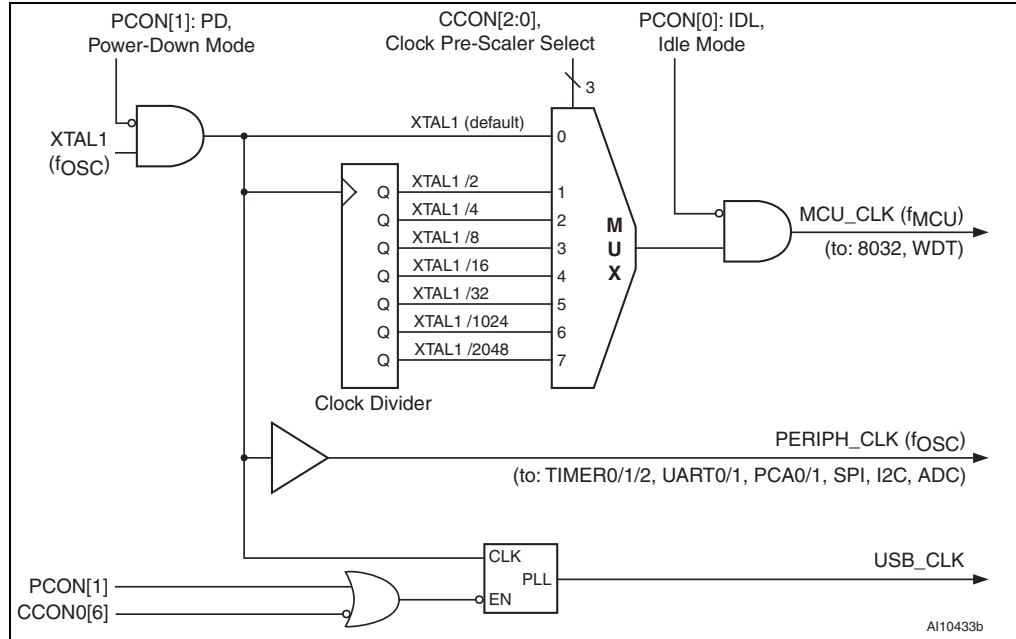 PCON[1]: PD,
Power-Down Mode
CCON[2:0],
Clock Pre-Scaler Select
PCON[0]: IDL,
Idle Mode
3
XTAL1
(fOSC)
XTAL1 (default)
0
Q
XTAL1 /2
1
Q
XTAL1 /4
2
Q
XTAL1 /8
3
Q
XTAL1 /16
4
Q
XTAL1 /32
5
Q
XTAL1 /1024
6
Q
XTAL1 /2048
7
MUX
MCU_CLK (fMCU)
(to: 8032, WDT)
Clock Divider
PERIPH_CLK (fOSC)
(to: TIMER0/1/2, UART0/1, PCA0/1, SPI, I2C, ADC)
CLK
PLL
EN
USB_CLK
PCON[1]
CCON0[6]
AI10433b